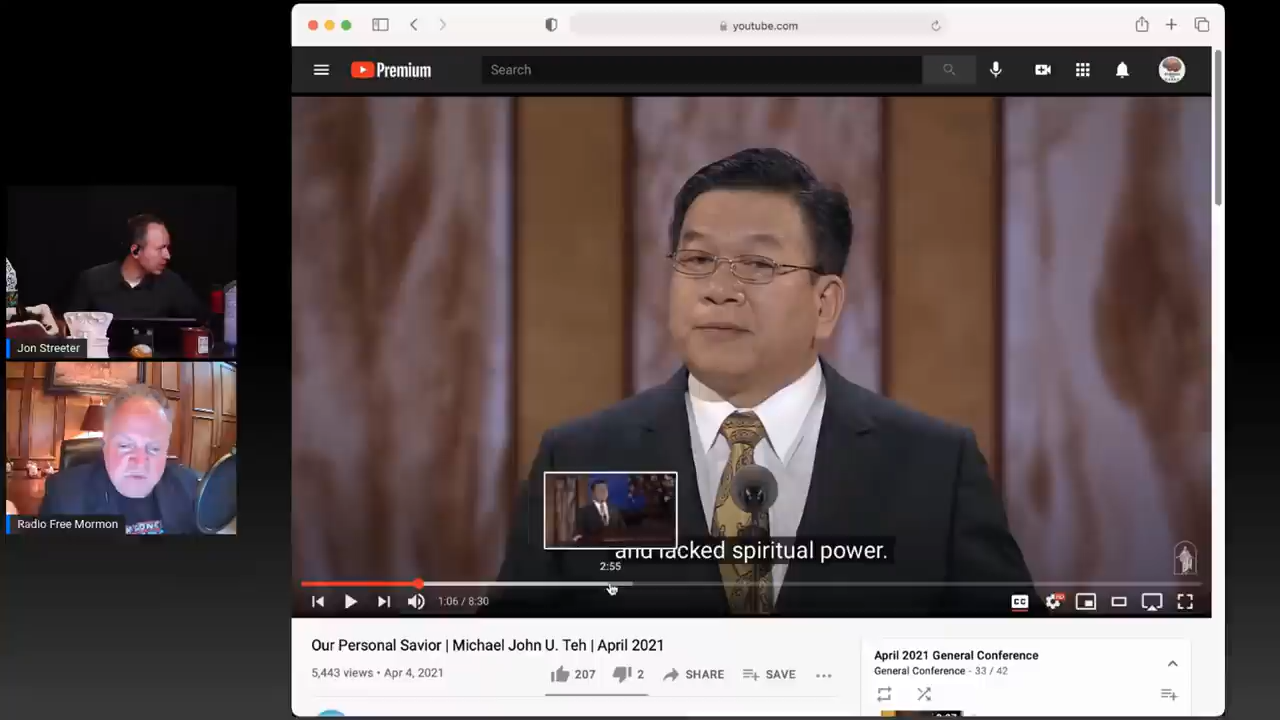 youtube.com
Premium
Search
Jon Streeter
Radio Free Mormon
and lacked spiritual power.
2:55
1:06 / 8:30
CC
HD
Our Personal Savior | Michael John U. Teh | April 2021
5,443 views • Apr 4, 2021
207
2
SHARE
SAVE
April 2021 General Conference
General Conference - 33 / 42